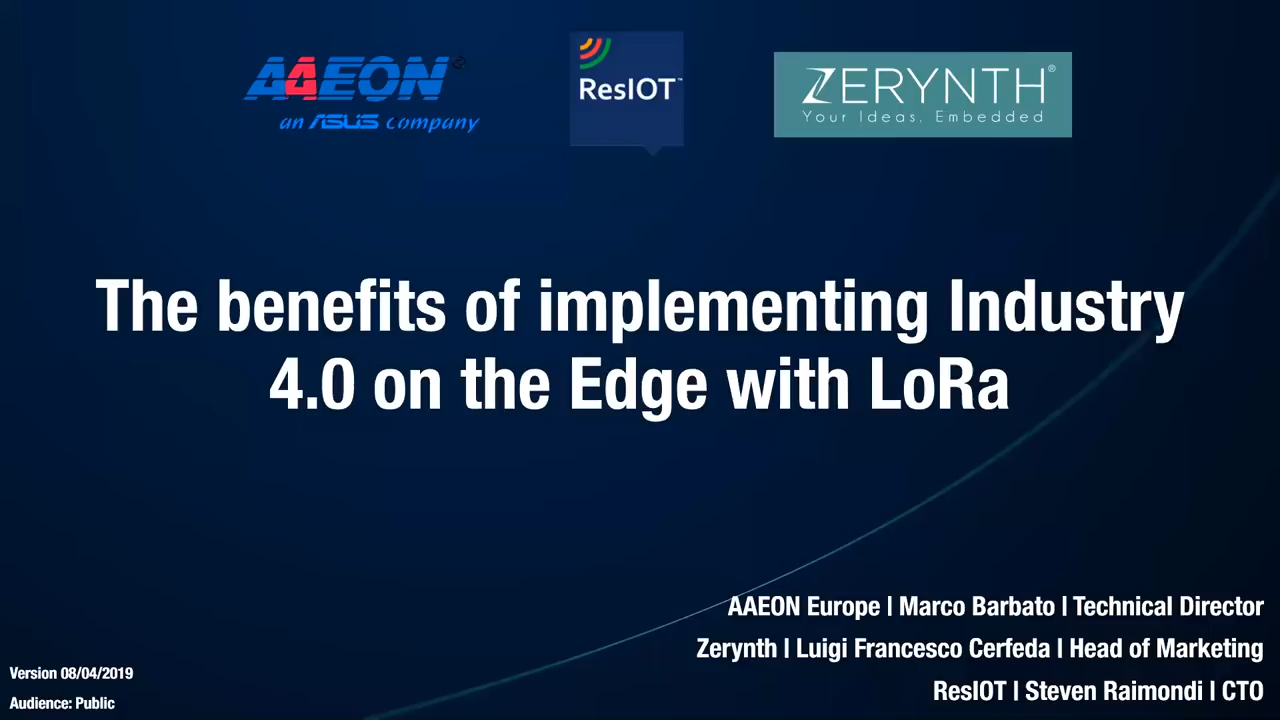 AAEON®
an ASUS company
ResIOT™
ZERYNTH®
Your Ideas, Embedded
The benefits of implementing Industry
4.0 on the Edge with LoRa
AAEON Europe | Marco Barbato | Technical Director
Zerynth | Luigi Francesco Cerfeda | Head of Marketing
ResIOT | Steven Raimondi | CTO
Version 08/04/2019
Audience: Public